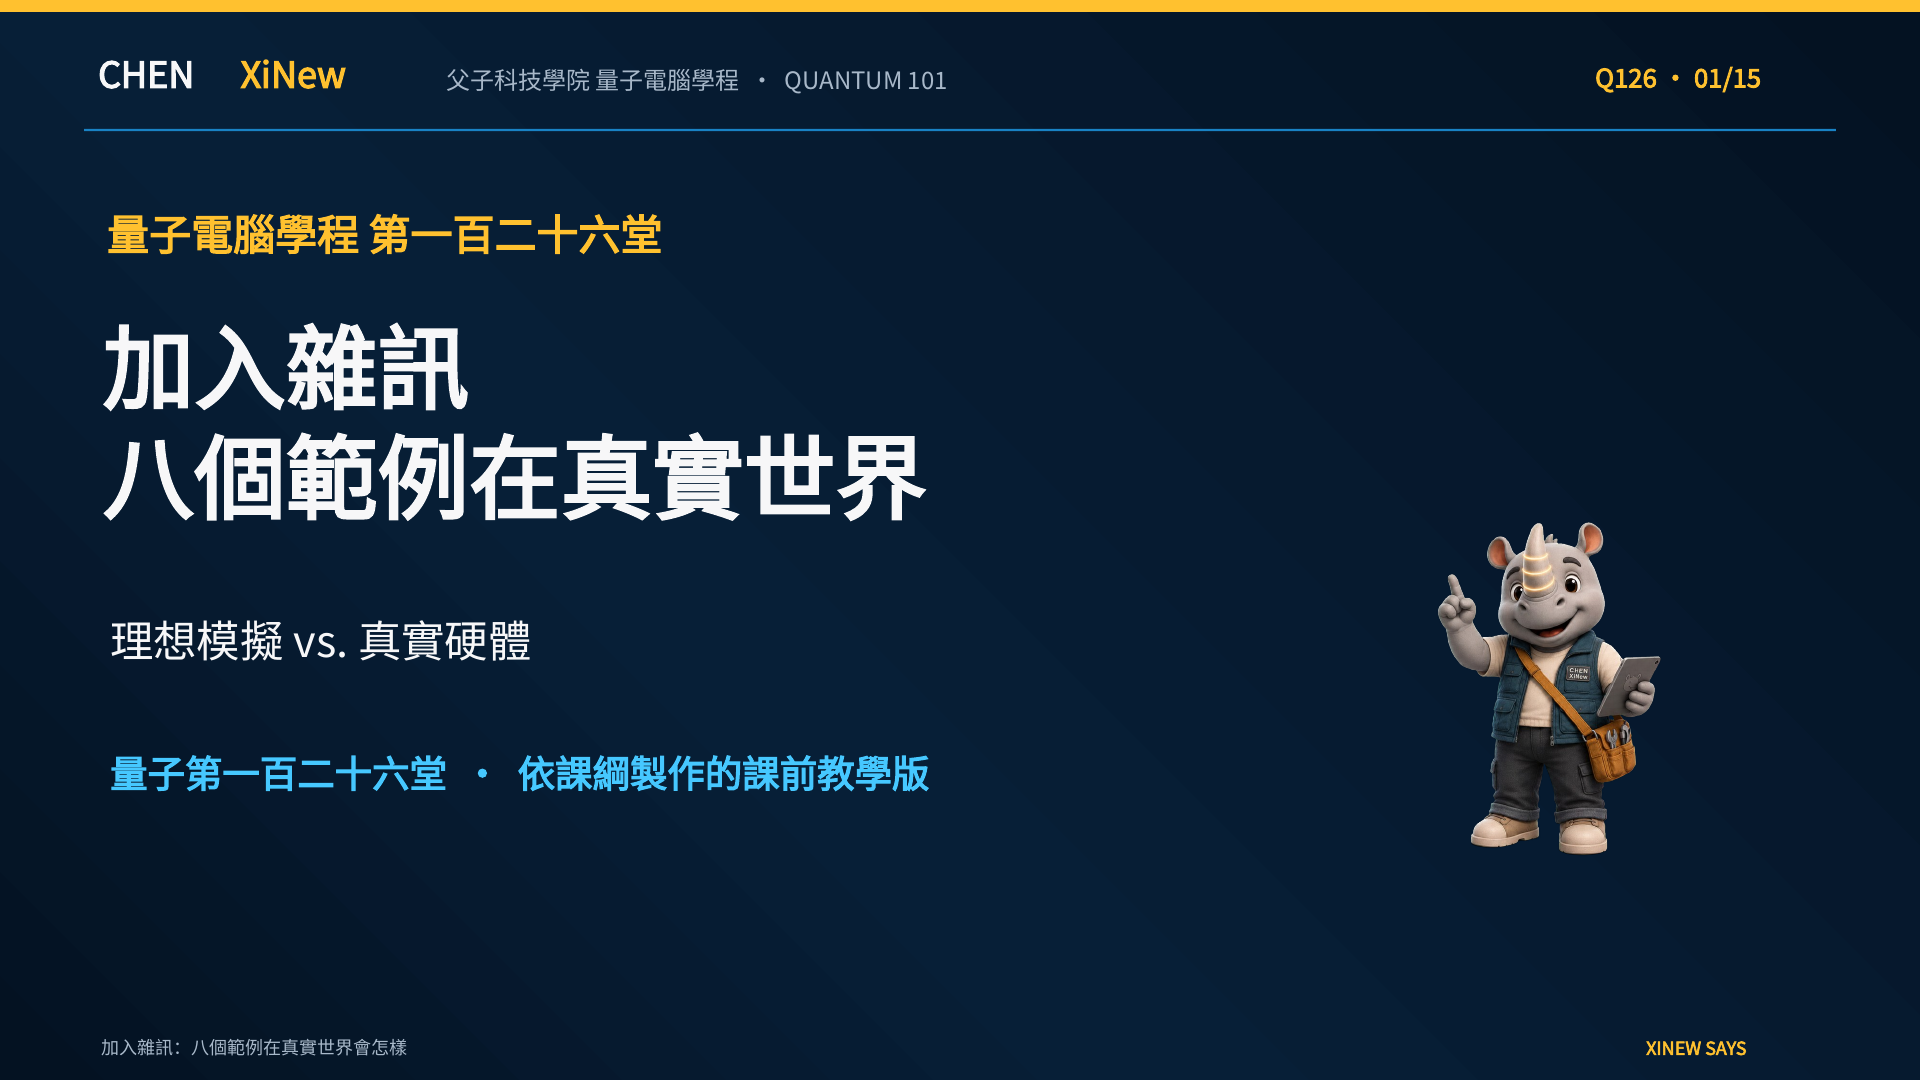 CHEN XiNew 父子科技學院 量子電腦學程 · QUANTUM 101 Q126 · 01/15
量子電腦學程 第一百二十六堂
加入雜訊
八個範例在真實世界
理想模擬 vs. 真實硬體
量子第一百二十六堂 · 依課綱製作的課前教學版
CHEN
XiNew
加入雜訊：八個範例在真實世界會怎樣 XINEW SAYS